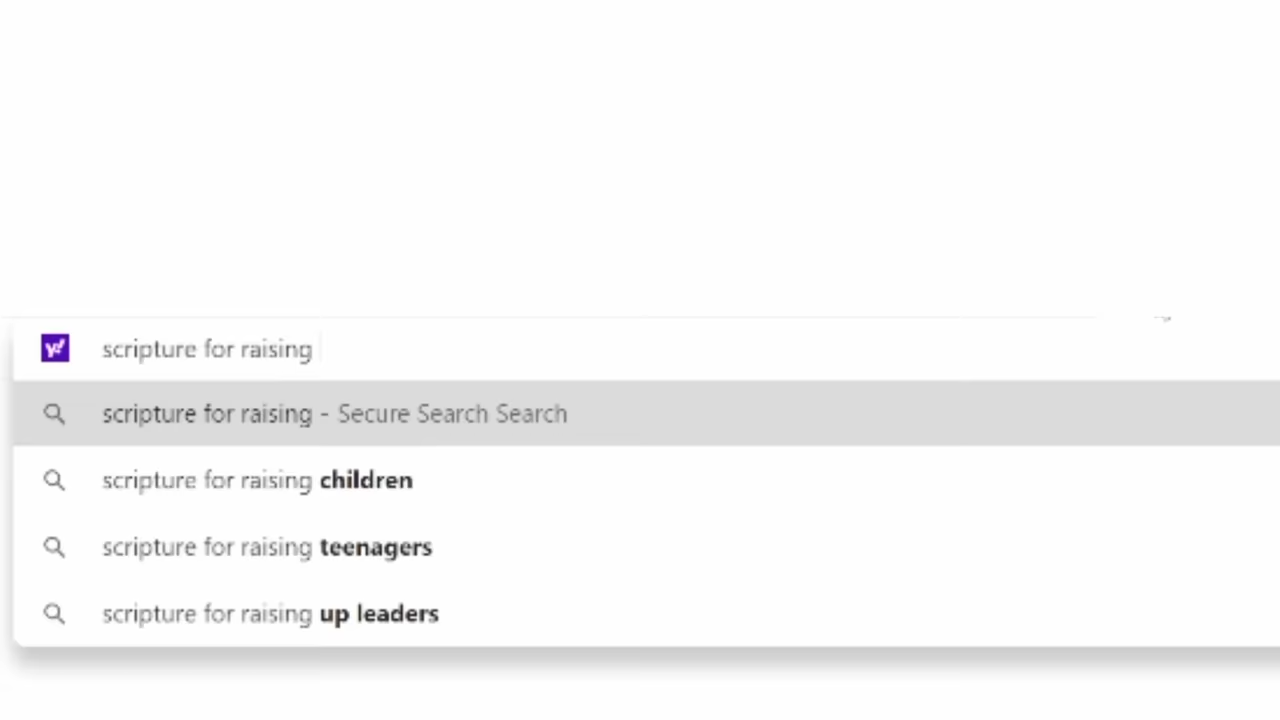 y!
scripture for raising
scripture for raising - Secure Search Search
scripture for raising children
scripture for raising teenagers
scripture for raising up leaders